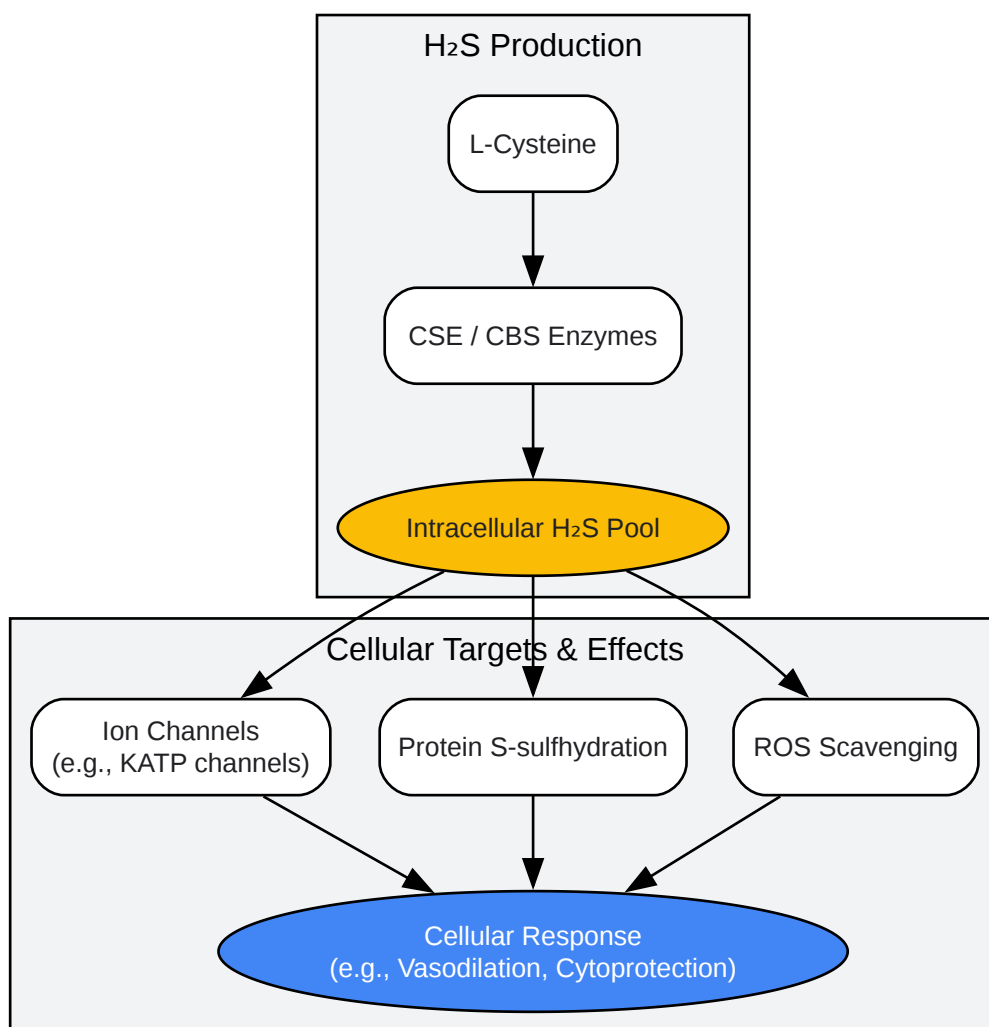 H₂S Production
L-Cysteine
CSE / CBS Enzymes
Intracellular H₂S Pool
Cellular Targets & Effects
Ion Channels
(e.g., KATP channels)
Protein S-sulfhydration
ROS Scavenging
Cellular Response
(e.g., Vasodilation, Cytoprotection)